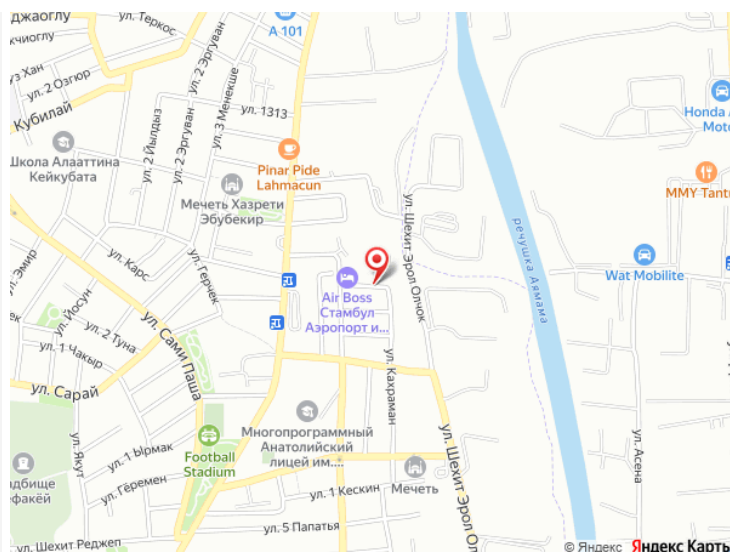 джаоглу
ул. Теркос
кчиоглу
A 101
уз Хан
ул. 2 Озгюр
ул. 2 Эргуван
Honda
Moto
ул. 1313
Кубилай
ул. 3 Менекше
ул. 2 Йылдыз
ул. 2 Эргуван
Школа Алааттина
Кейкубата
Pinar Pide
Lahmacun
MMY Tantu
Мечеть Хазрети
Эбубекир
ул. Шехит Эрол Олчок
речушка Аямама
ул. Карс
ул. Эмир
ул. Герчек
Wat Mobilite
Air Boss
Стамбул
Аэропорт и...
ул. Йосун
ул. 2 Туна
ул. Сами Паша
ул. 1 Чакыр
ул. Кахраман
ул. Сарай
Многопрограммный
Анатолийский
лицей им....
ул. Шехит Эрол Ол
ул. Якут
ул. 1 Ырмак
Football
Stadium
ул. Асена
адбище
ефакёй
ул. Гёремен
Мечеть
ул. 1 Кескин
ул. 5 Папатья
ул. Шехит Реджеп
© Яндекс Яндекс Карты